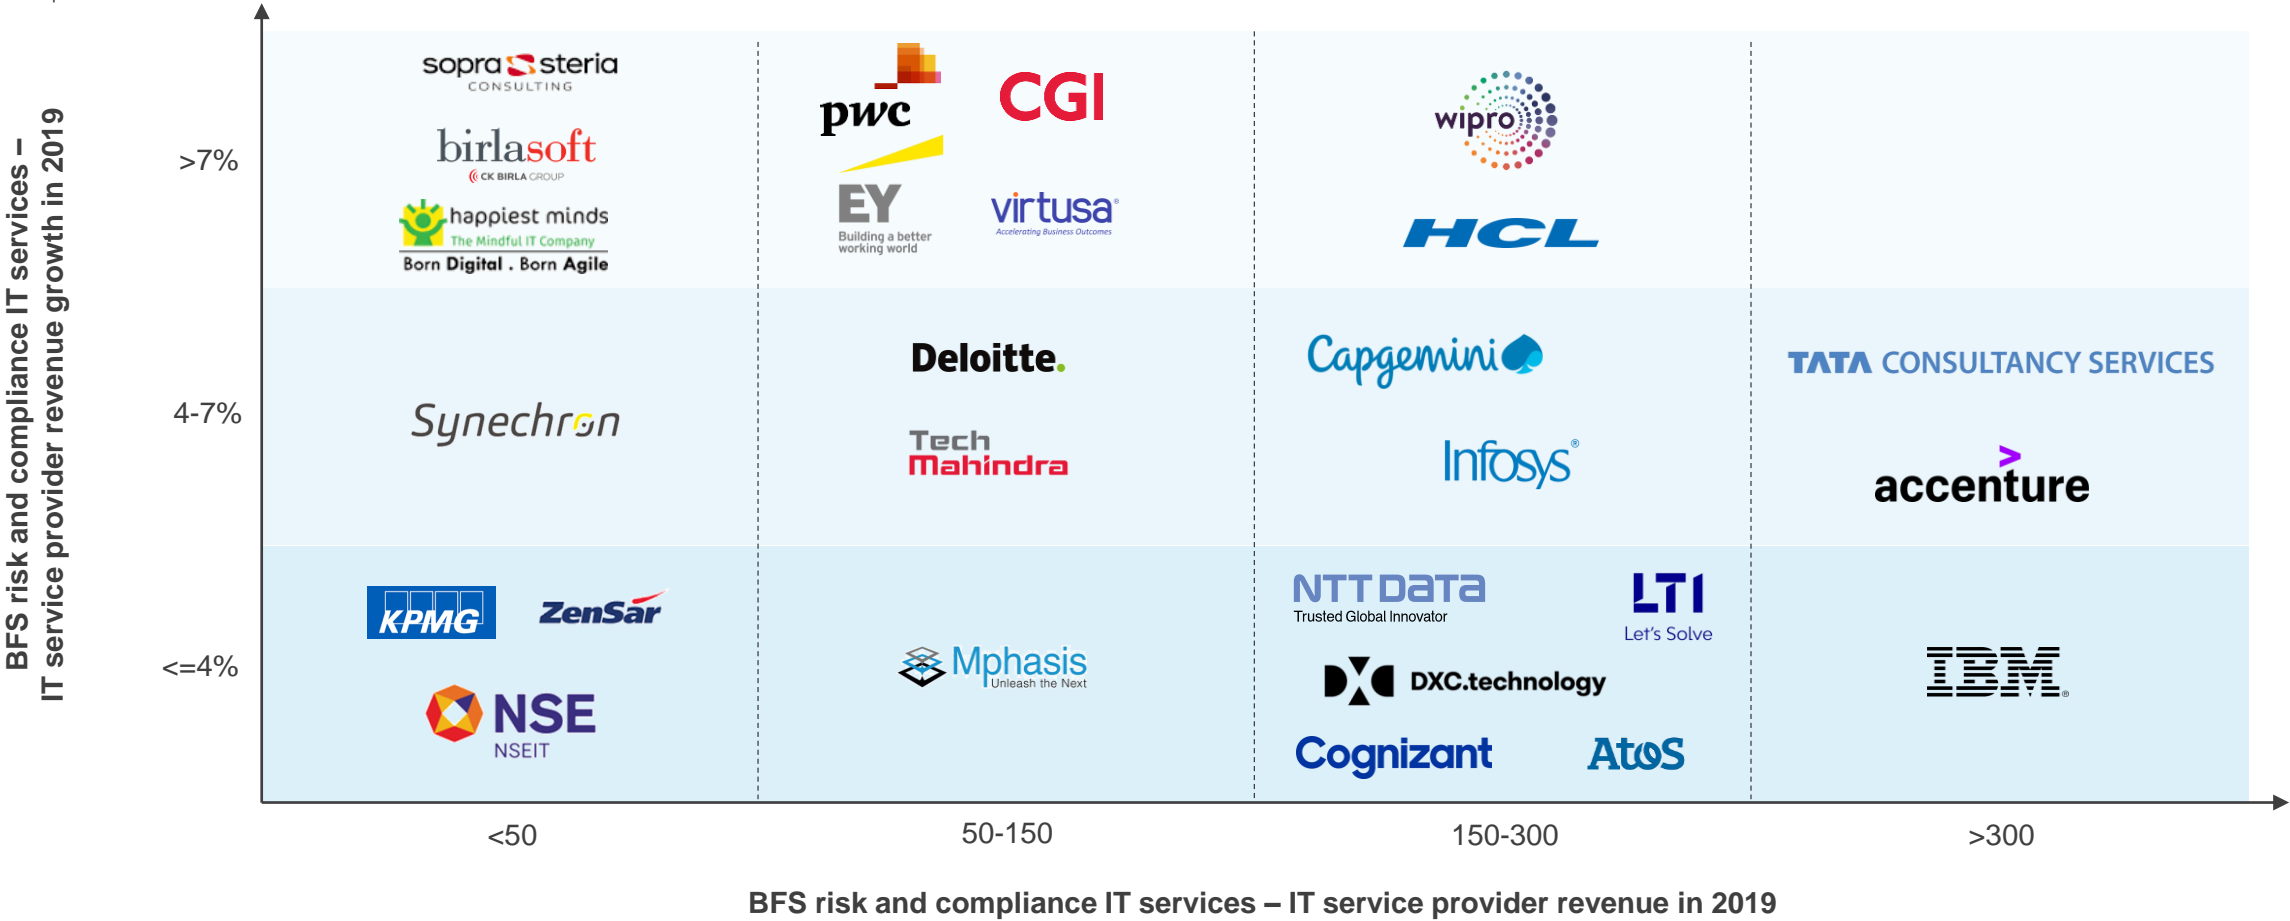 BFS risk and compliance IT services –
IT service provider revenue growth in 2019
>7%
sopra steria
CONSULTING
birlasoft
CK BIRLA GROUP
happiest minds
The Mindful IT Company
Born Digital . Born Agile
pwc
CGI
EY
Building a better
working world
virtusa®
Accelerating Business Outcomes
wipro
HCL
4-7%
Synechron
Deloitte.
Tech
Mahindra
Capgemini
Infosys®
TATA CONSULTANCY SERVICES
>
accenture
<=4%
KPMG
ZenSar
NSE
NSEIT
Mphasis
Unleash the Next
NTT DATA
Trusted Global Innovator
LTI
Let's Solve
DXC.technology
Cognizant
Atos
IBM®
<50
50-150
150-300
>300
BFS risk and compliance IT services – IT service provider revenue in 2019